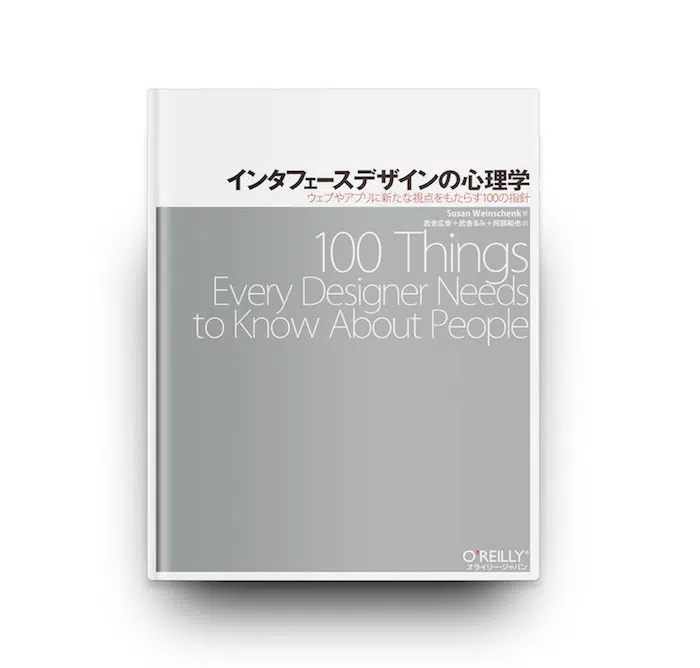 インタフェースデザインの心理学
ウェブやアプリに新たな視点をもたらす100の指針
Susan Weinschenk 著
武舎広幸+武舎るみ+阿部和也 訳
100 Things
Every Designer Needs
to Know About People
O'REILLY®
オライリー・ジャパン